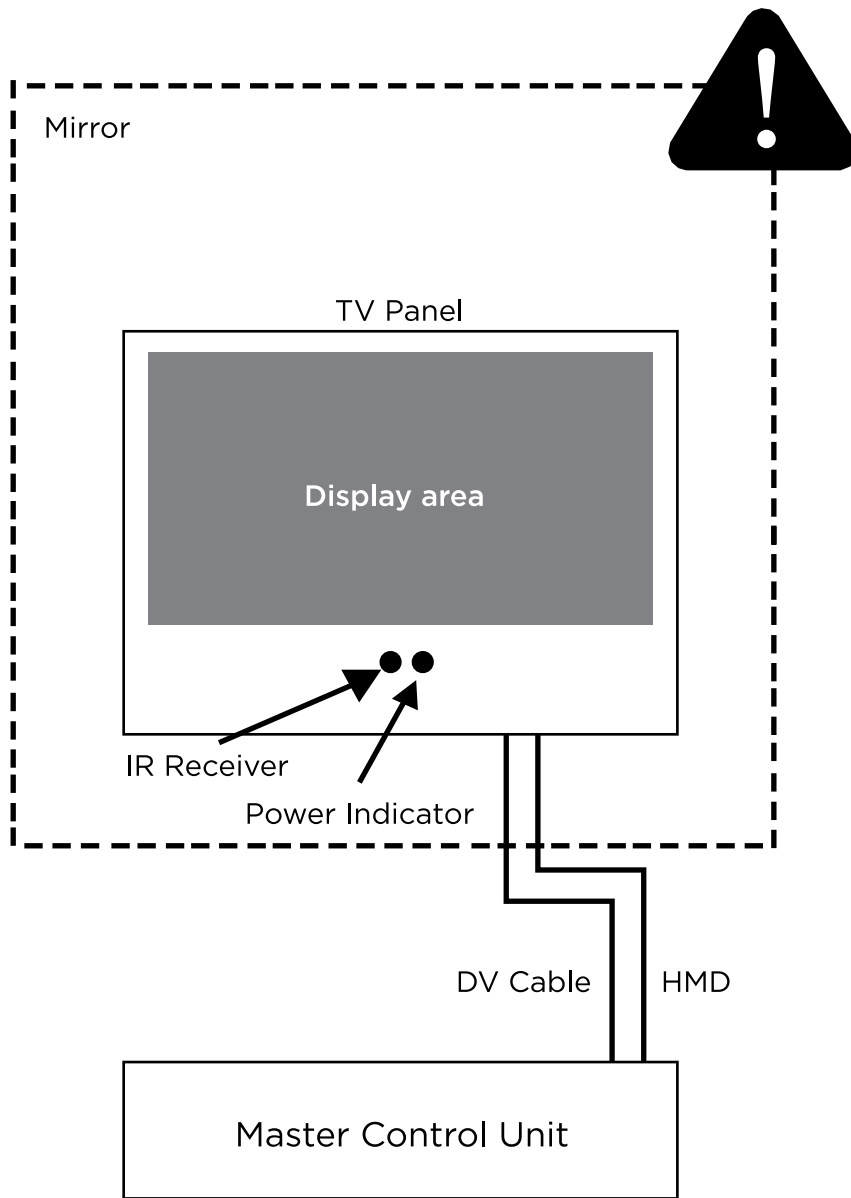 Mirror
TV Panel
Display area
IR Receiver
Power Indicator
DV Cable
HMD
Master Control Unit